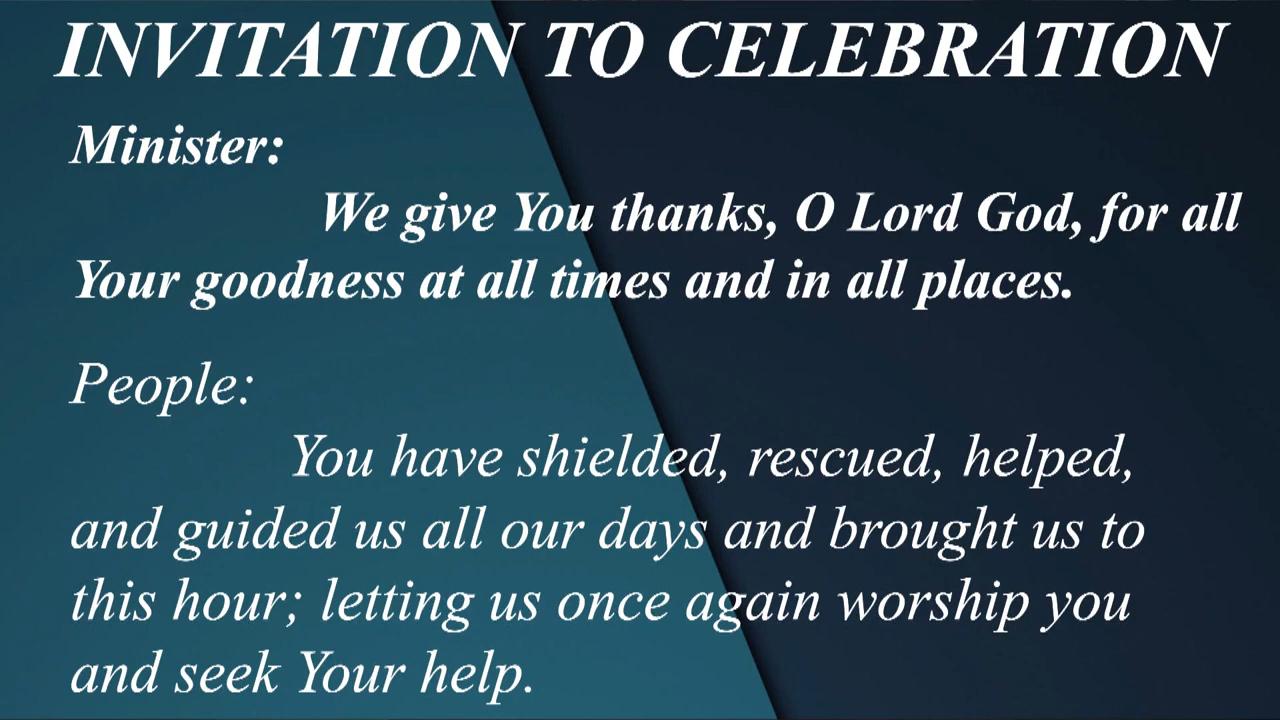 INVITATION TO CELEBRATION
Minister:
We give You thanks, O Lord God, for all
Your goodness at all times and in all places.
People:
You have shielded, rescued, helped,
and guided us all our days and brought us to
this hour; letting us once again worship you
and seek Your help.